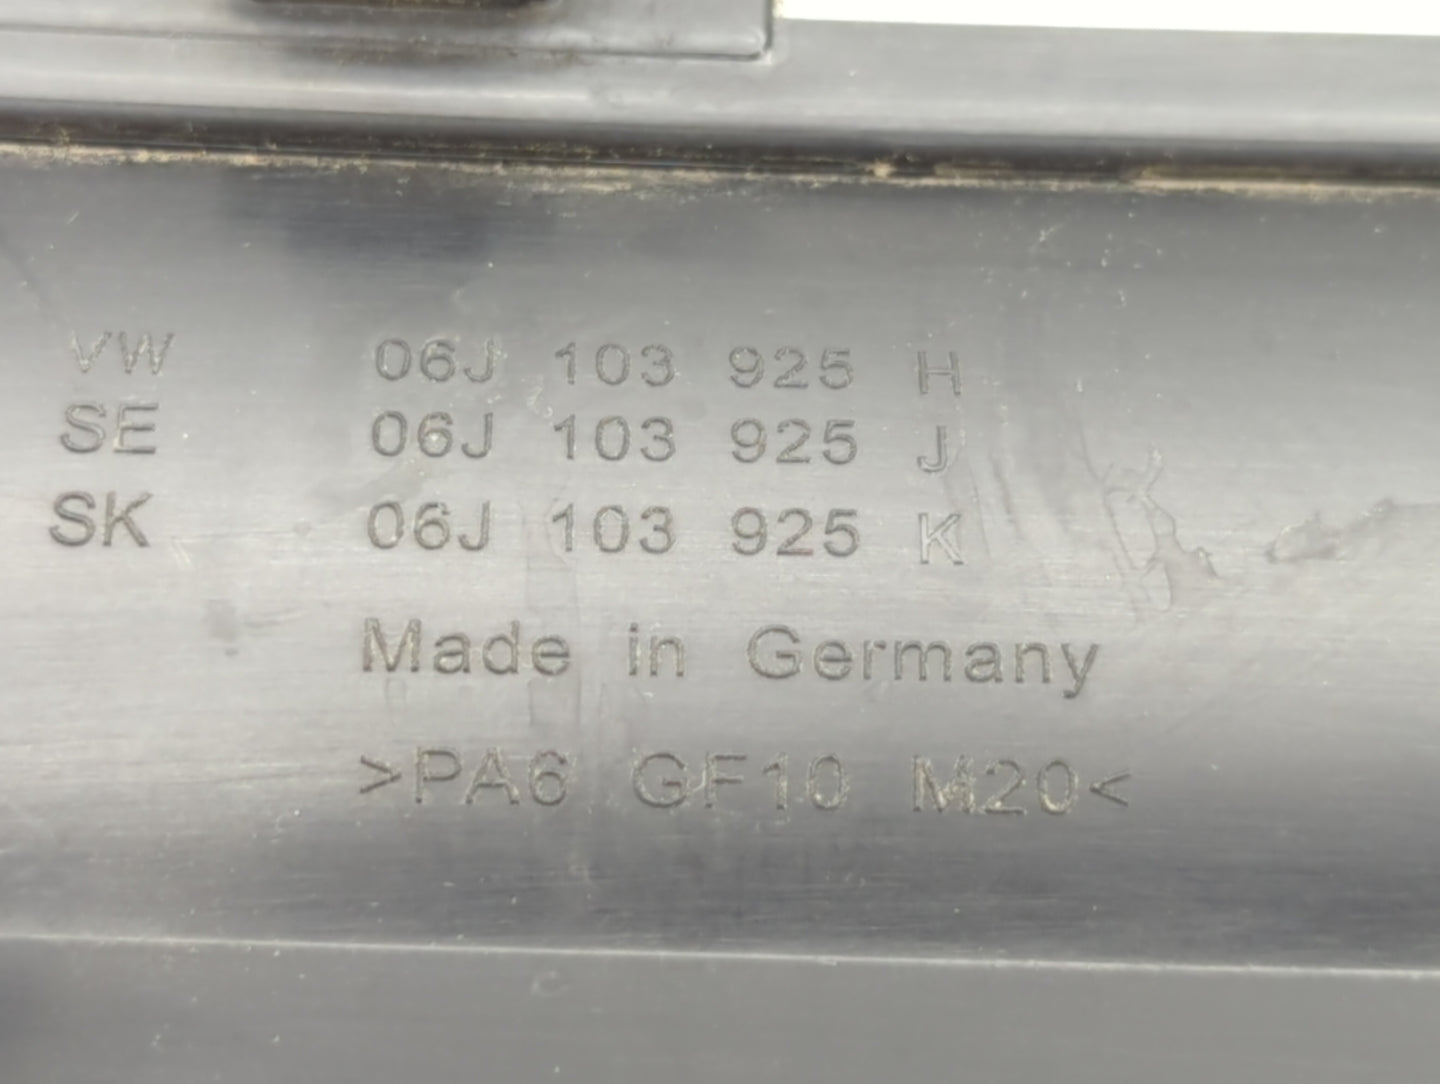 VW 06J 103 925 H
SE 06J 103 925 J
SK 06J 103 925 K
Made in Germany
>PA6 GF10 M20<